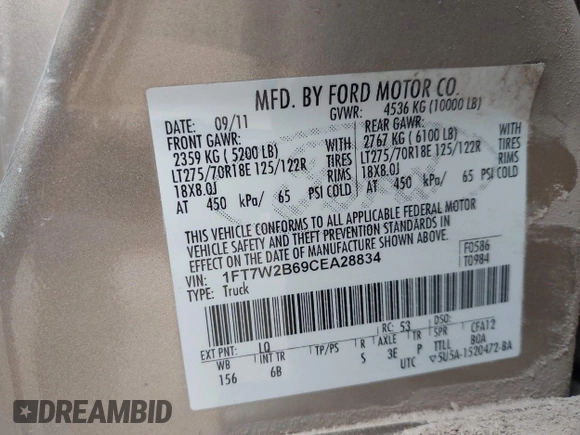 MFD. BY FORD MOTOR CO.
DATE: 09/11 GVWR: 4536 KG (10000 LB)
FRONT GAWR: REAR GAWR:
2359 KG ( 5200 LB) WITH 2767 KG ( 6100 LB) WITH
LT275/70R18E 125/122R TIRES LT275/70R18E 125/122R TIRES
18X8.0J RIMS 18X8.0J RIMS
AT 450 kPa/ 65 PSI COLD AT 450 kPa/ 65 PSI COLD
THIS VEHICLE CONFORMS TO ALL APPLICABLE FEDERAL MOTOR
VEHICLE SAFETY AND THEFT PREVENTION STANDARDS IN
EFFECT ON THE DATE OF MANUFACTURE SHOWN ABOVE.
VIN: 1FT7W2B69CEA28834 F0586
TYPE: Truck T0984
RC: 53 DSO:
EXT PNT: LQ
WB INT TR TP/PS R AXLE TR SPR CFA12
156 6B S 3E P TTLL BOA
UTC 5U5A-1520472-BA
DREAMBID